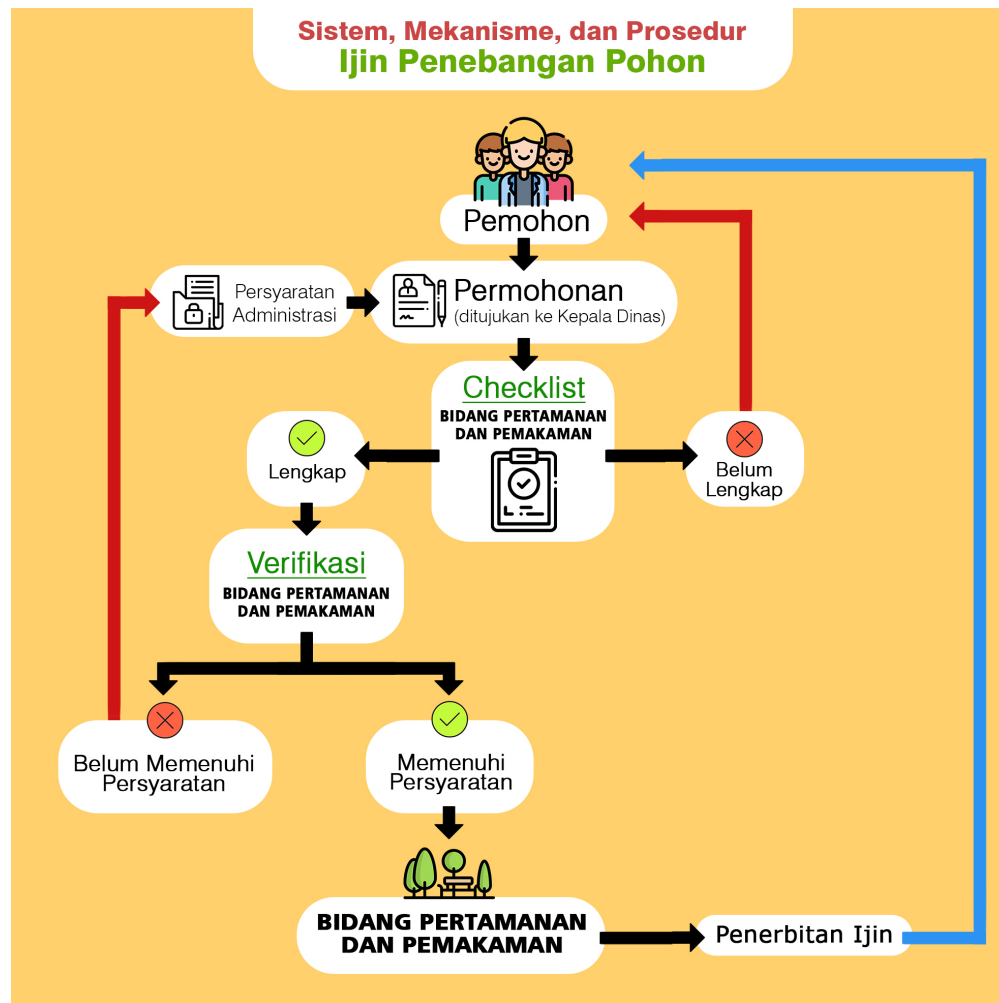 Sistem, Mekanisme, dan Prosedur
Ijin Penebangan Pohon
Pemohon
Persyaratan
Administrasi
Permohonan
(ditujukan ke Kepala Dinas)
Checklist
BIDANG PERTAMANAN
DAN PEMAKAMAN
Lengkap
Belum
Lengkap
Verifikasi
BIDANG PERTAMANAN
DAN PEMAKAMAN
Belum Memenuhi
Persyaratan
Memenuhi
Persyaratan
BIDANG PERTAMANAN
DAN PEMAKAMAN
Penerbitan Ijin